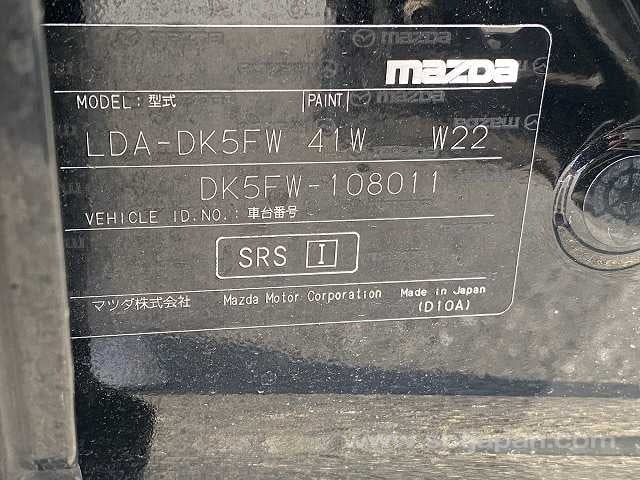 mazda
MODEL: 型式 PAINT
LDA-DK5FW 41W W22
DK5FW-108011
VEHICLE ID.NO.: 車台番号
SRS I
マツダ株式会社 Mazda Motor Corporation Made in Japan
(D10A)